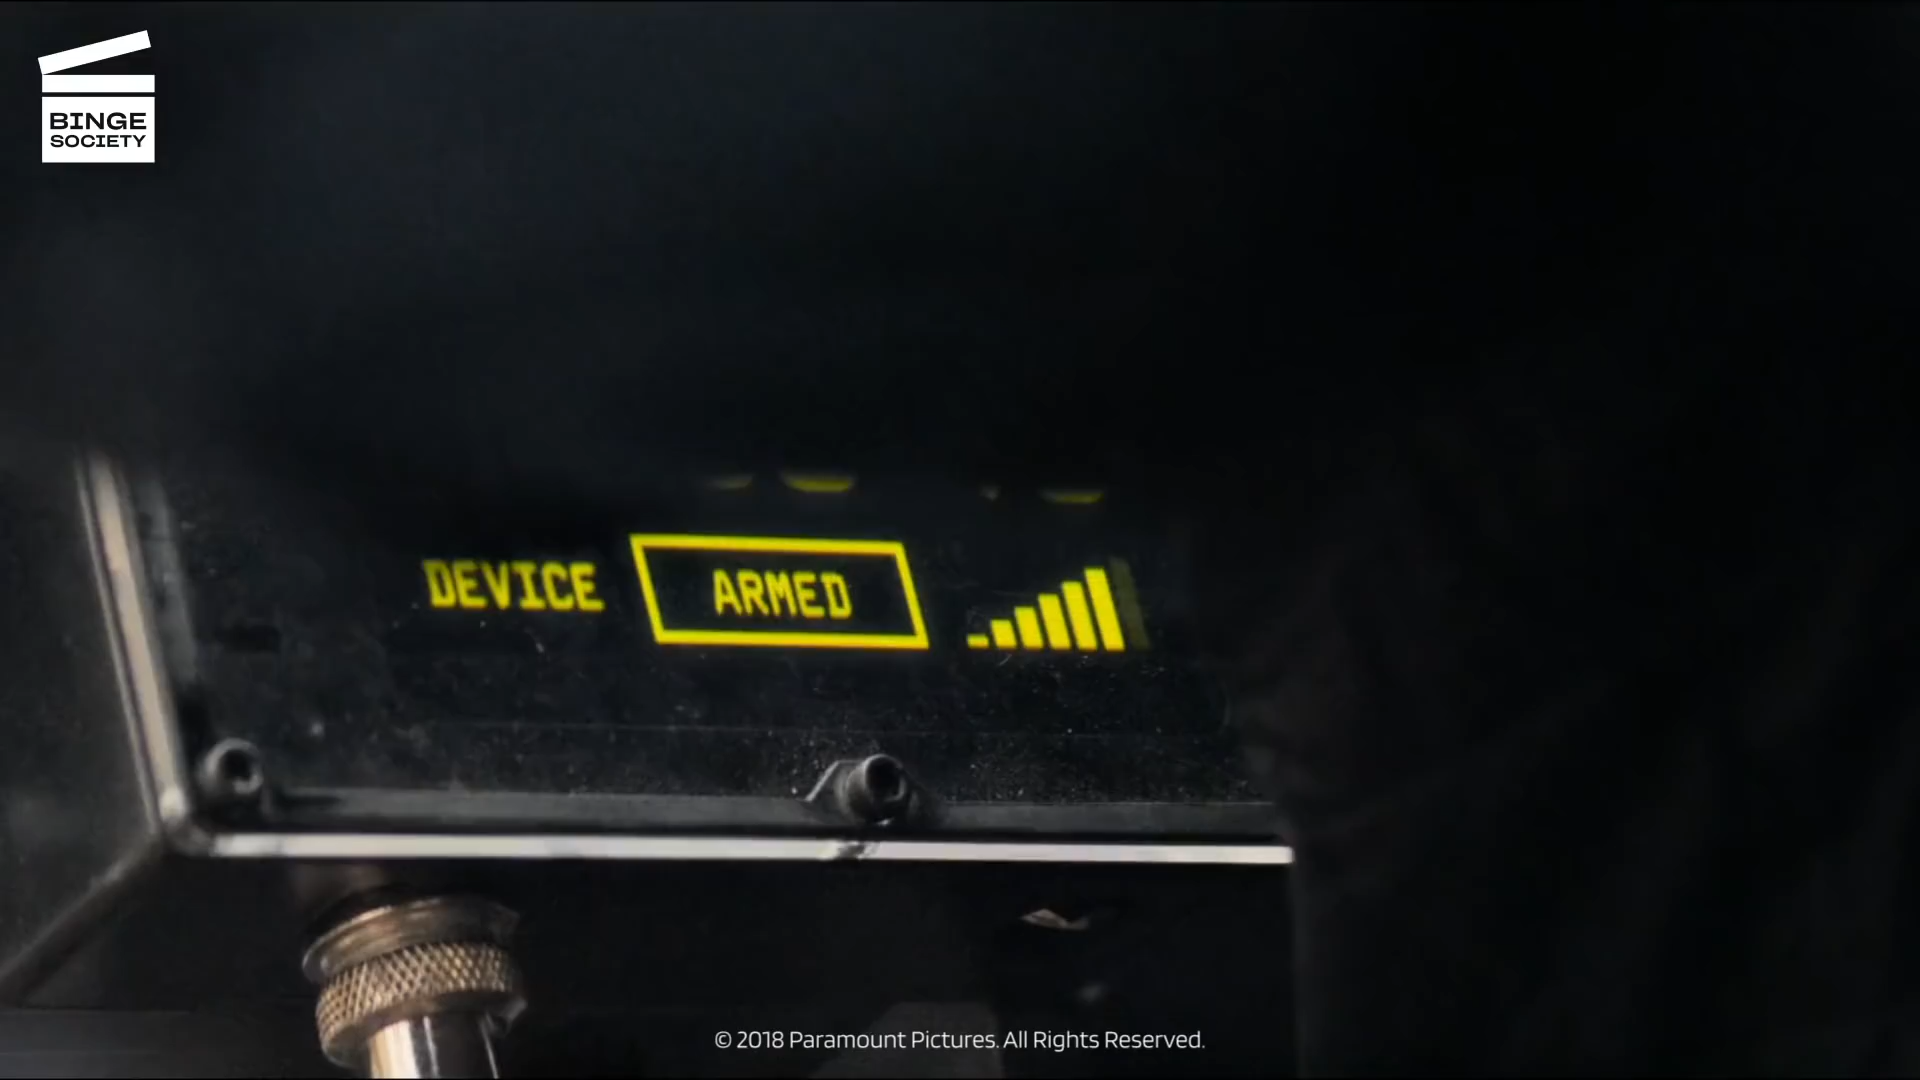 BINGE
SOCIETY
DEVICE ARMED
© 2018 Paramount Pictures. All Rights Reserved.